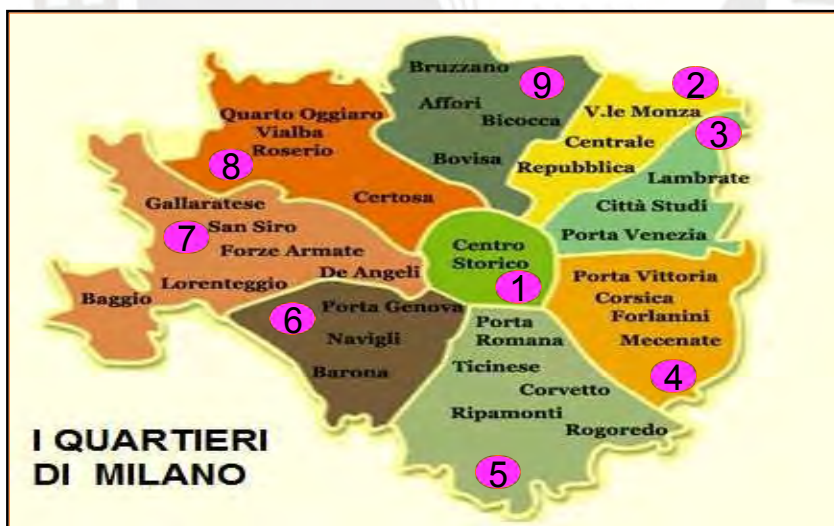 Bruzzano
9
Affori
Bicocca
Bovisa
2
V.le Monza
Centrale
Repubblica
3
Lambrate
Città Studi
Porta Venezia
Quarto Oggiaro
Vialba
Roserio
8
Certosa
Gallaratese
San Siro
7
Forze Armate
De Angeli
Lorenteggio
Baggio
Centro
Storico
1
Porta Vittoria
Corsica
Forlanini
Mecenate
4
6
Porta Genova
Navigli
Barona
Porta
Romana
Ticinese
Corvetto
Ripamonti
Rogoredo
5
I QUARTIERI
DI MILANO